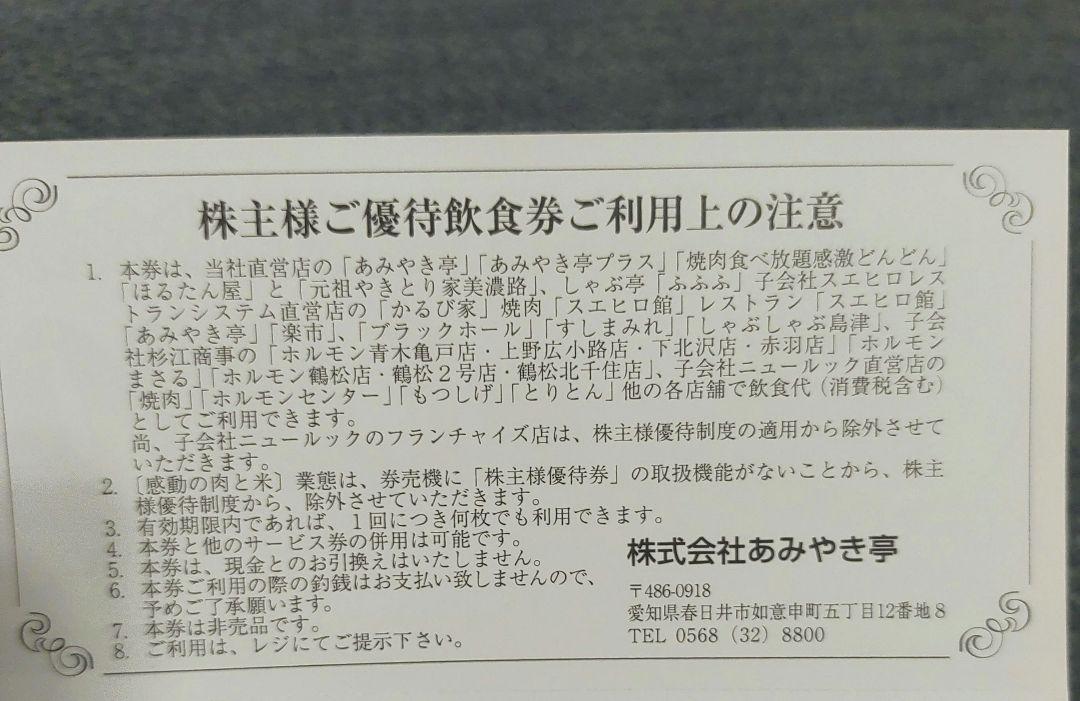 株主様ご優待飲食券ご利用上の注意
1. 本券は、当社直営店の「あみやき亭」「あみやき亭プラス」「焼肉食べ放題感激どんどん」
「ほるたん屋」と「元祖やきとり家美濃路」、しゃぶ亭「ふふふ」子会社スエヒロレス
トランシステム直営店の「かるび家」焼肉「スエヒロ館」レストラン「スエヒロ館」
「あみやき亭」「楽市」、「ブラックホール」「すしまみれ」「しゃぶしゃぶ島津」、子会
社杉江商事の「ホルモン青木亀戸店・上野広小路店・下北沢店・赤羽店」「ホルモン
まさる」「ホルモン鶴松店・鶴松2号店・鶴松北千住店」、子会社ニュールック直営店の
「焼肉」「ホルモンセンター」「もつしげ」「とりとん」他の各店舗で飲食代（消費税含む）
としてご利用できます。
尚、子会社ニュールックのフランチャイズ店は、株主様優待制度の適用から除外させて
いただきます。
2. 〔感動の肉と米〕業態は、券売機に「株主様優待券」の取扱機能がないことから、株主
様優待制度から、除外させていただきます。
3. 有効期限内であれば、1回につき何枚でも利用できます。
4. 本券と他のサービス券の併用は可能です。
5. 本券は、現金とのお引換えはいたしません。
6. 本券ご利用の際の釣銭はお支払い致しませんので、
予めご了承願います。
7. 本券は非売品です。
8. ご利用は、レジにてご提示下さい。
株式会社あみやき亭
〒486-0918
愛知県春日井市如意申町五丁目12番地8
TEL 0568（32）8800